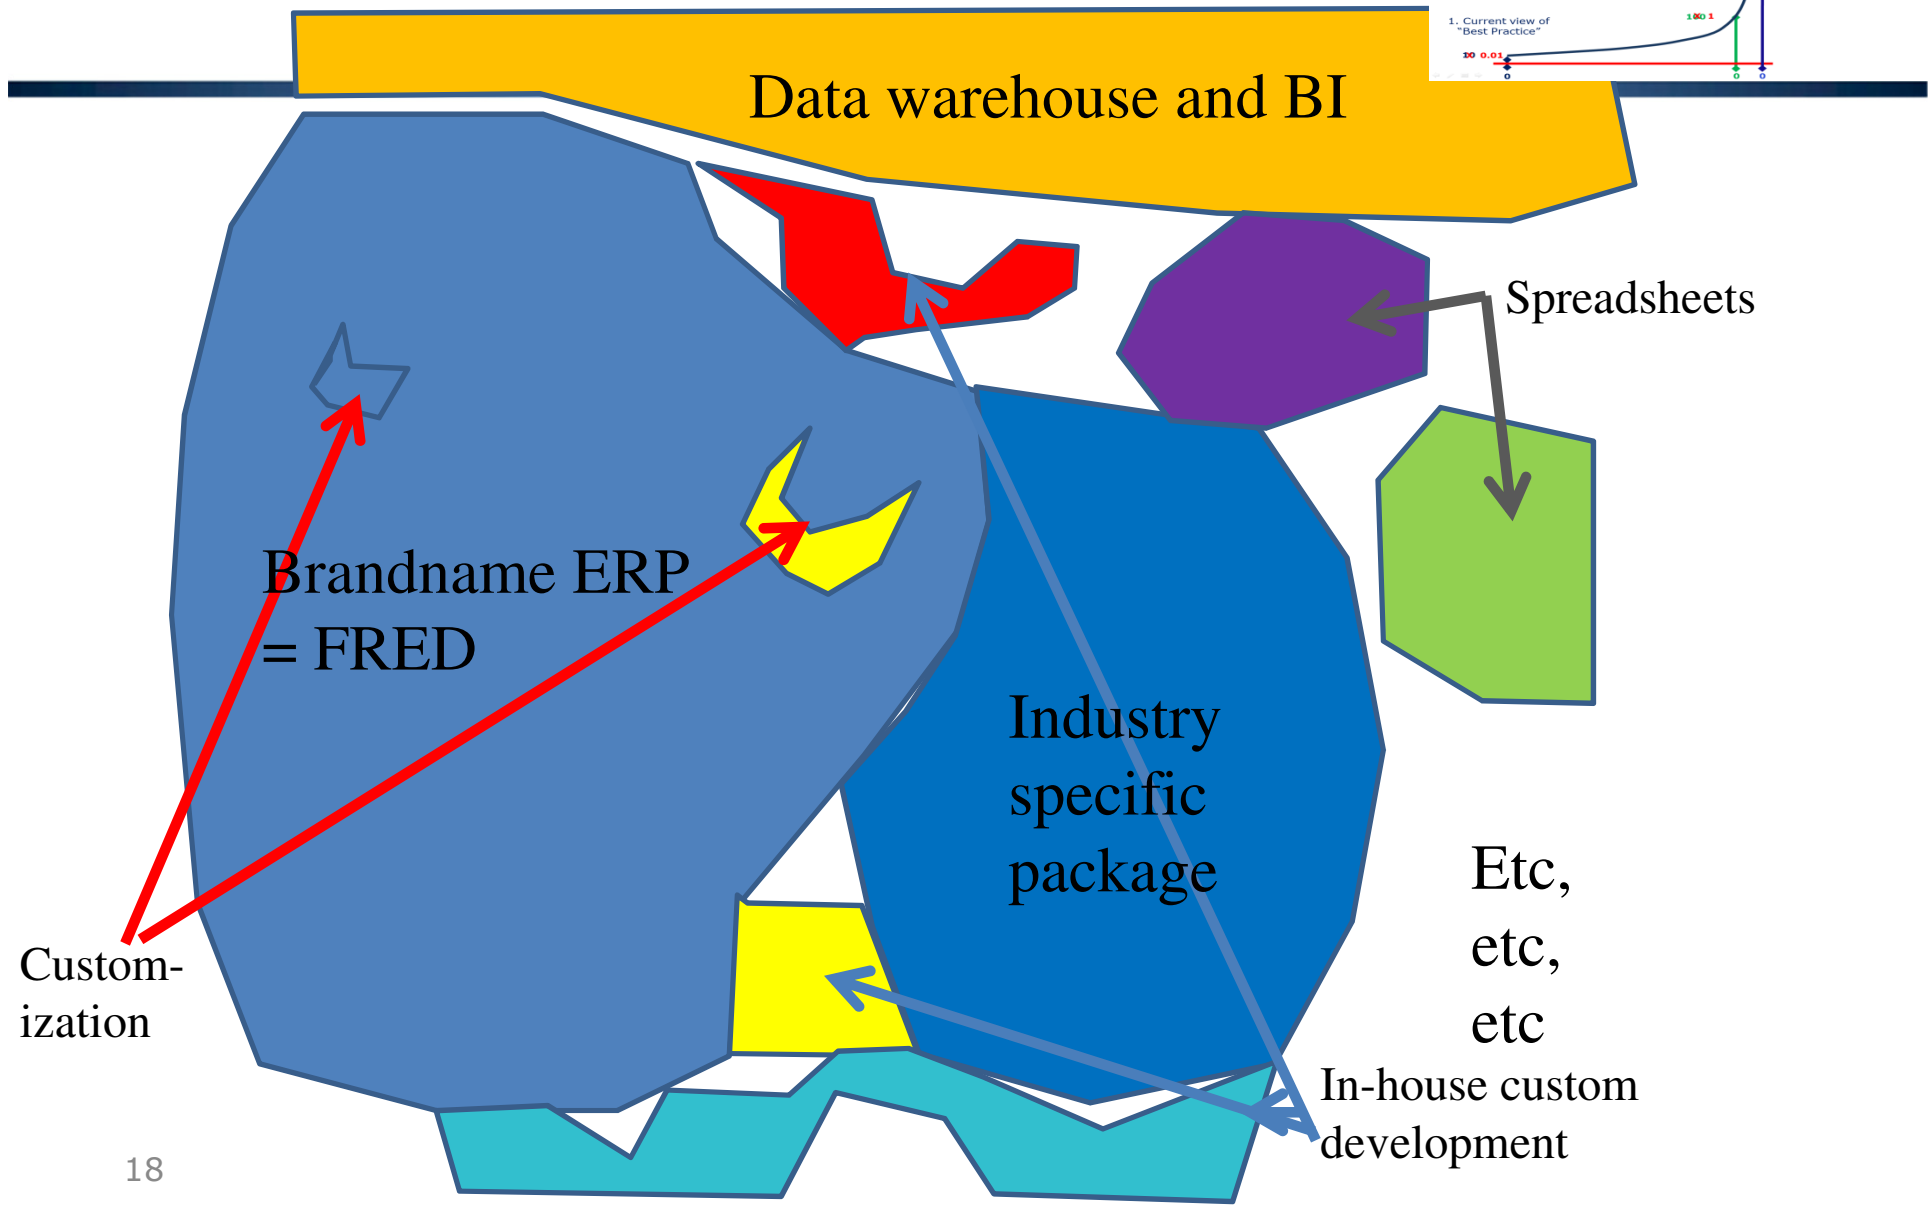 1. Current view of
"Best Practice"
Data warehouse and BI
Spreadsheets
Brandname ERP
= FRED
Industry
specific
package
Etc,
etc,
etc
Custom-
ization
In-house custom
development
18